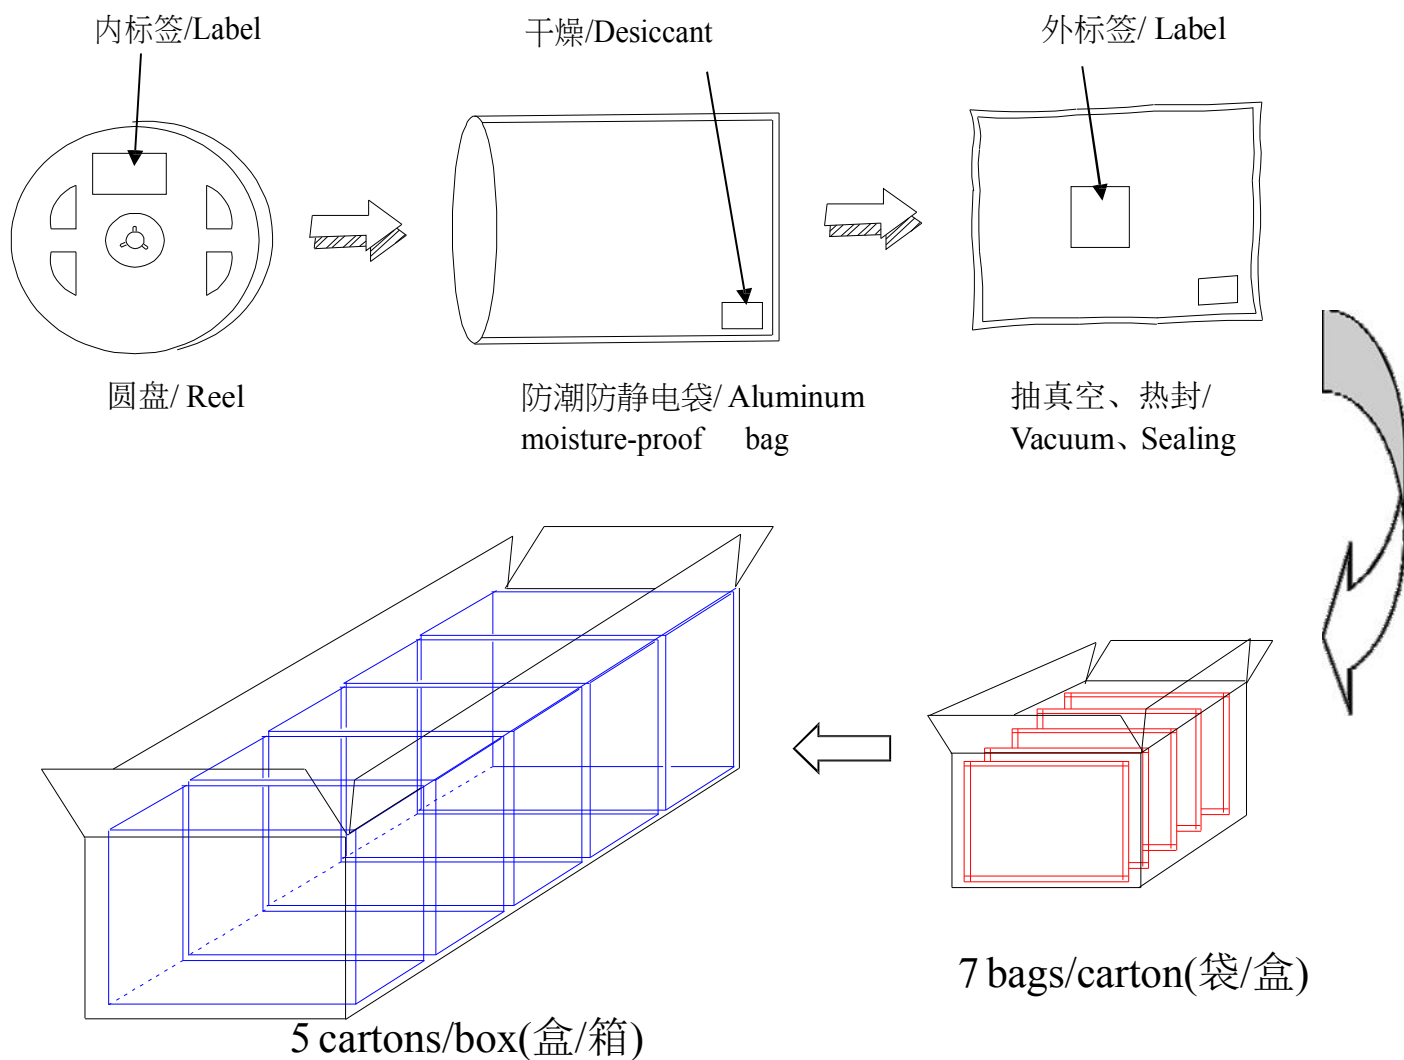 内标签/Label
干燥/Desiccant
外标签/ Label
圆盘/ Reel
防潮防静电袋/ Aluminum
moisture-proof bag
抽真空、热封/
Vacuum、Sealing
7 bags/carton(袋/盒)
5 cartons/box(盒/箱)